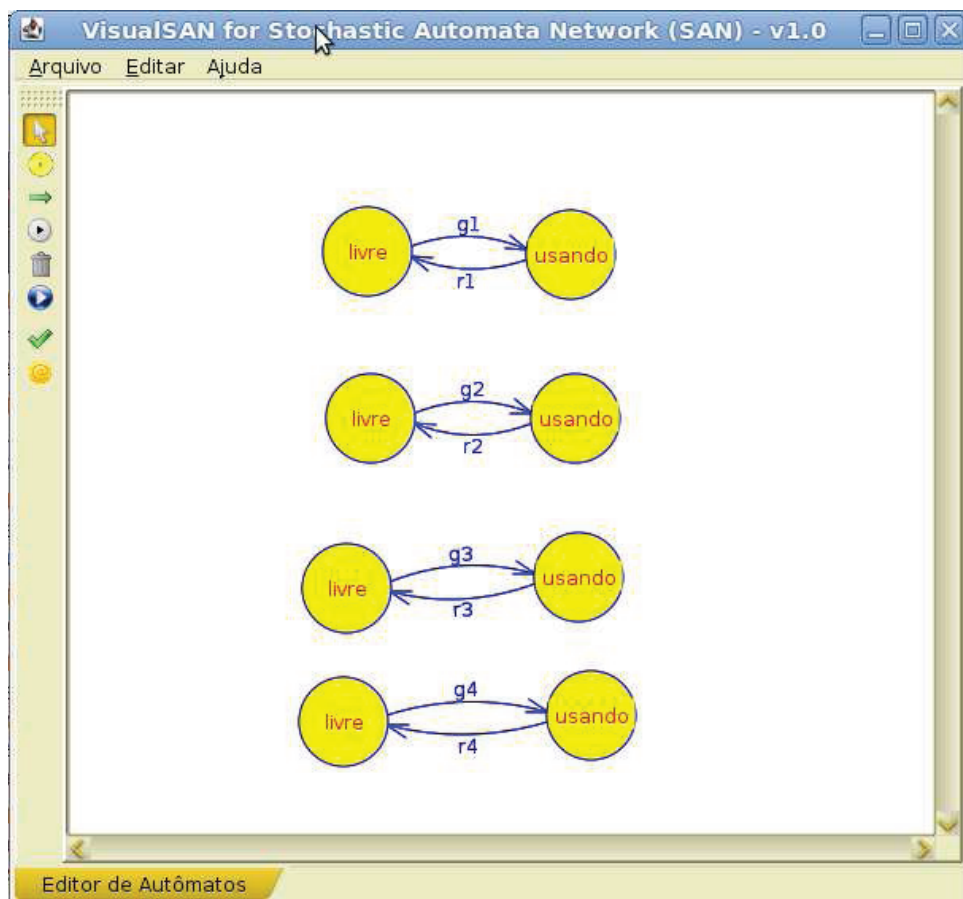 VisualSAN for Stochastic Automata Network (SAN) - v1.0
Arquivo Editar Ajuda
g1
livre usando
r1
g2
livre usando
r2
g3
livre usando
r3
g4
livre usando
r4
Editor de Autômatos